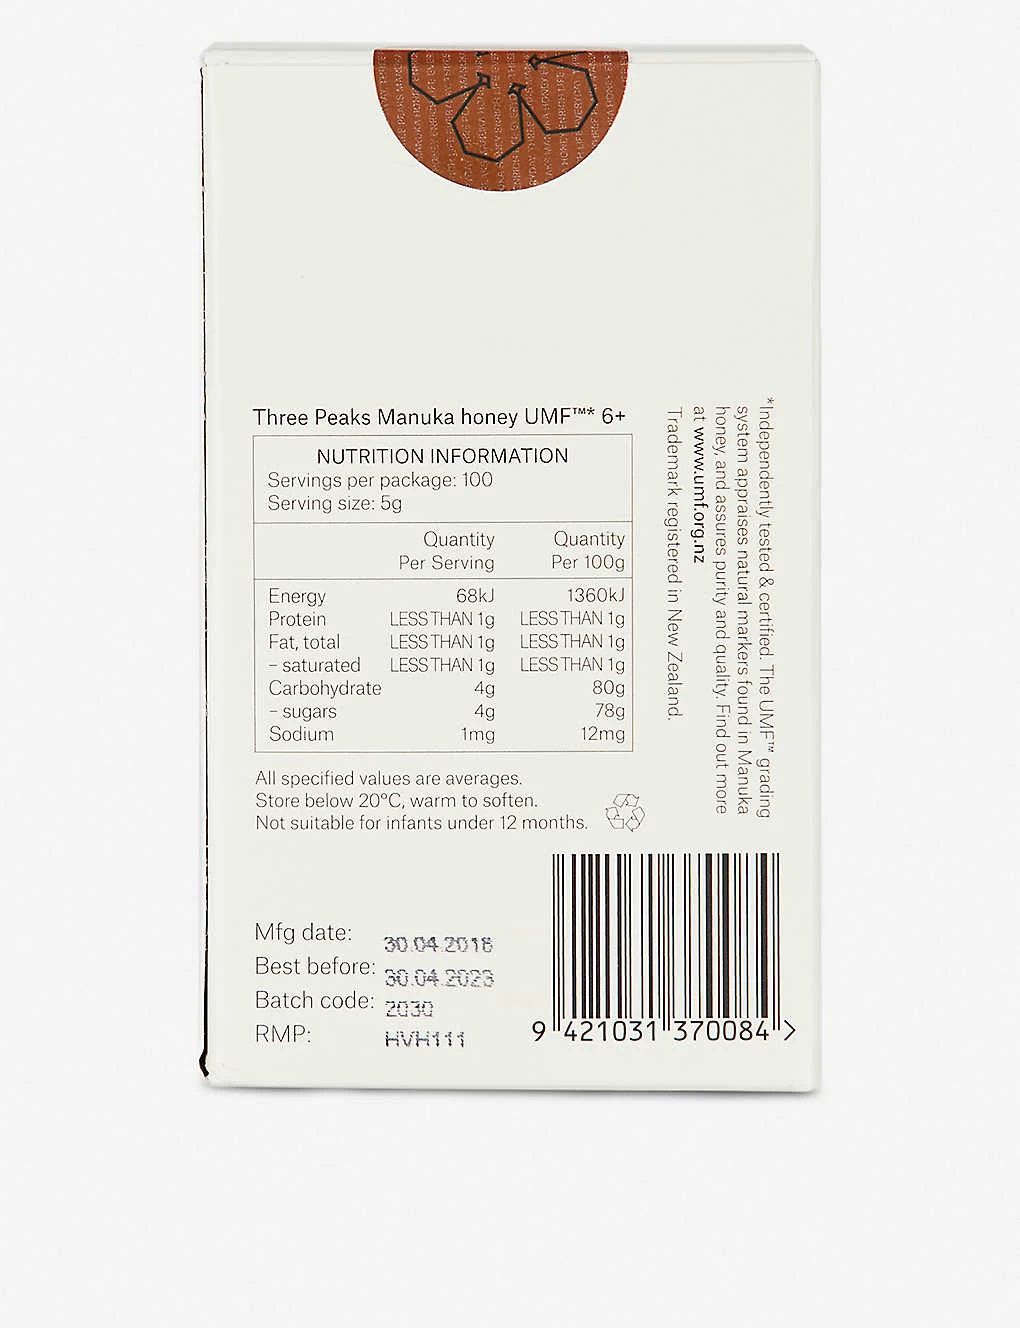 Three Peaks Manuka honey UMF™* 6+
NUTRITION INFORMATION
Servings per package: 100
Serving size: 5g
Quantity Per Serving Quantity Per 100g
Energy 68kJ 1360kJ
Protein LESS THAN 1g LESS THAN 1g
Fat, total LESS THAN 1g LESS THAN 1g
– saturated LESS THAN 1g LESS THAN 1g
Carbohydrate 4g 80g
– sugars 4g 78g
Sodium 1mg 12mg
All specified values are averages.
Store below 20°C, warm to soften.
Not suitable for infants under 12 months.
*Independently tested & certified. The UMF™ grading
system appraises natural markers found in Manuka
honey, and assures purity and quality. Find out more
at www.umf.org.nz
Trademark registered in New Zealand.
Mfg date: 30.04.2018
Best before: 30.04.2023
Batch code: 2030
RMP: HVH111
9 421031 370084 >